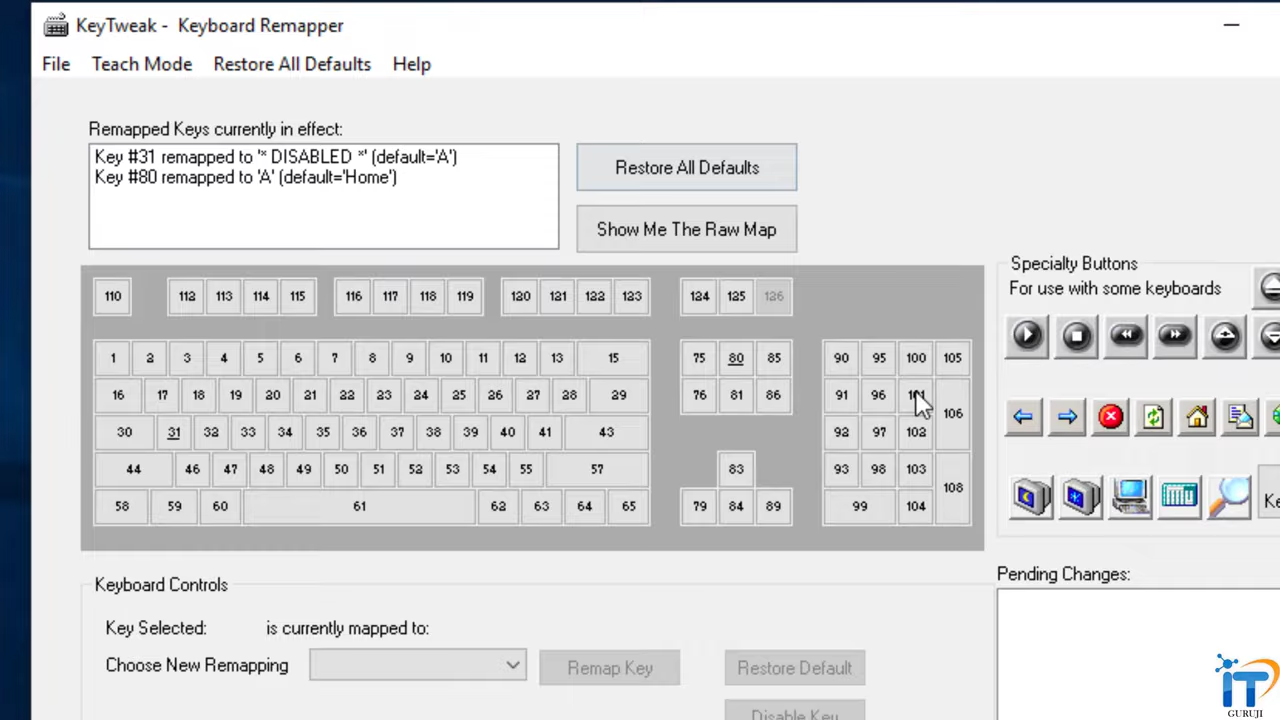 KeyTweak -  Keyboard Remapper
File Teach Mode Restore All Defaults Help
Remapped Keys currently in effect:
Key #31 remapped to '* DISABLED *' (default='A')
Key #80 remapped to 'A' (default='Home')
Restore All Defaults
Show Me The Raw Map
Specialty Buttons
For use with some keyboards
110 112 113 114 115 116 117 118 119 120 121 122 123 124 125 126
1 2 3 4 5 6 7 8 9 10 11 12 13 15 75 80 85 90 95 100 105
16 17 18 19 20 21 22 23 24 25 26 27 28 29 76 81 86 91 96 106
30 31 32 33 34 35 36 37 38 39 40 41 43 92 97 102
44 46 47 48 49 50 51 52 53 54 55 57 83 93 98 103 108
58 59 60 61 62 63 64 65 79 84 89 99 104
Keyboard Controls
Key Selected: is currently mapped to:
Choose New Remapping
Remap Key
Restore Default
Disable Key
Pending Changes:
iT
GURUJI